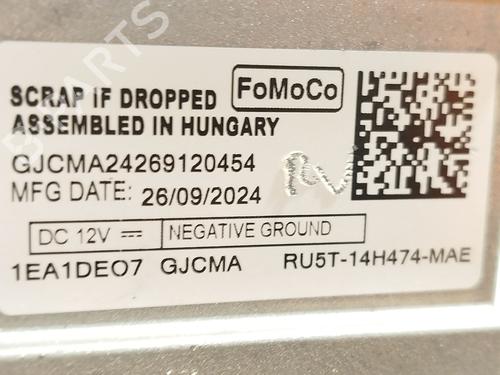 SCRAP IF DROPPED
ASSEMBLED IN HUNGARY
FoMoCo
GJCMA24269120454
MFG DATE: 26/09/2024
DC 12V
NEGATIVE GROUND
1EA1DEO7 GJCMA RU5T-14H474-MAE